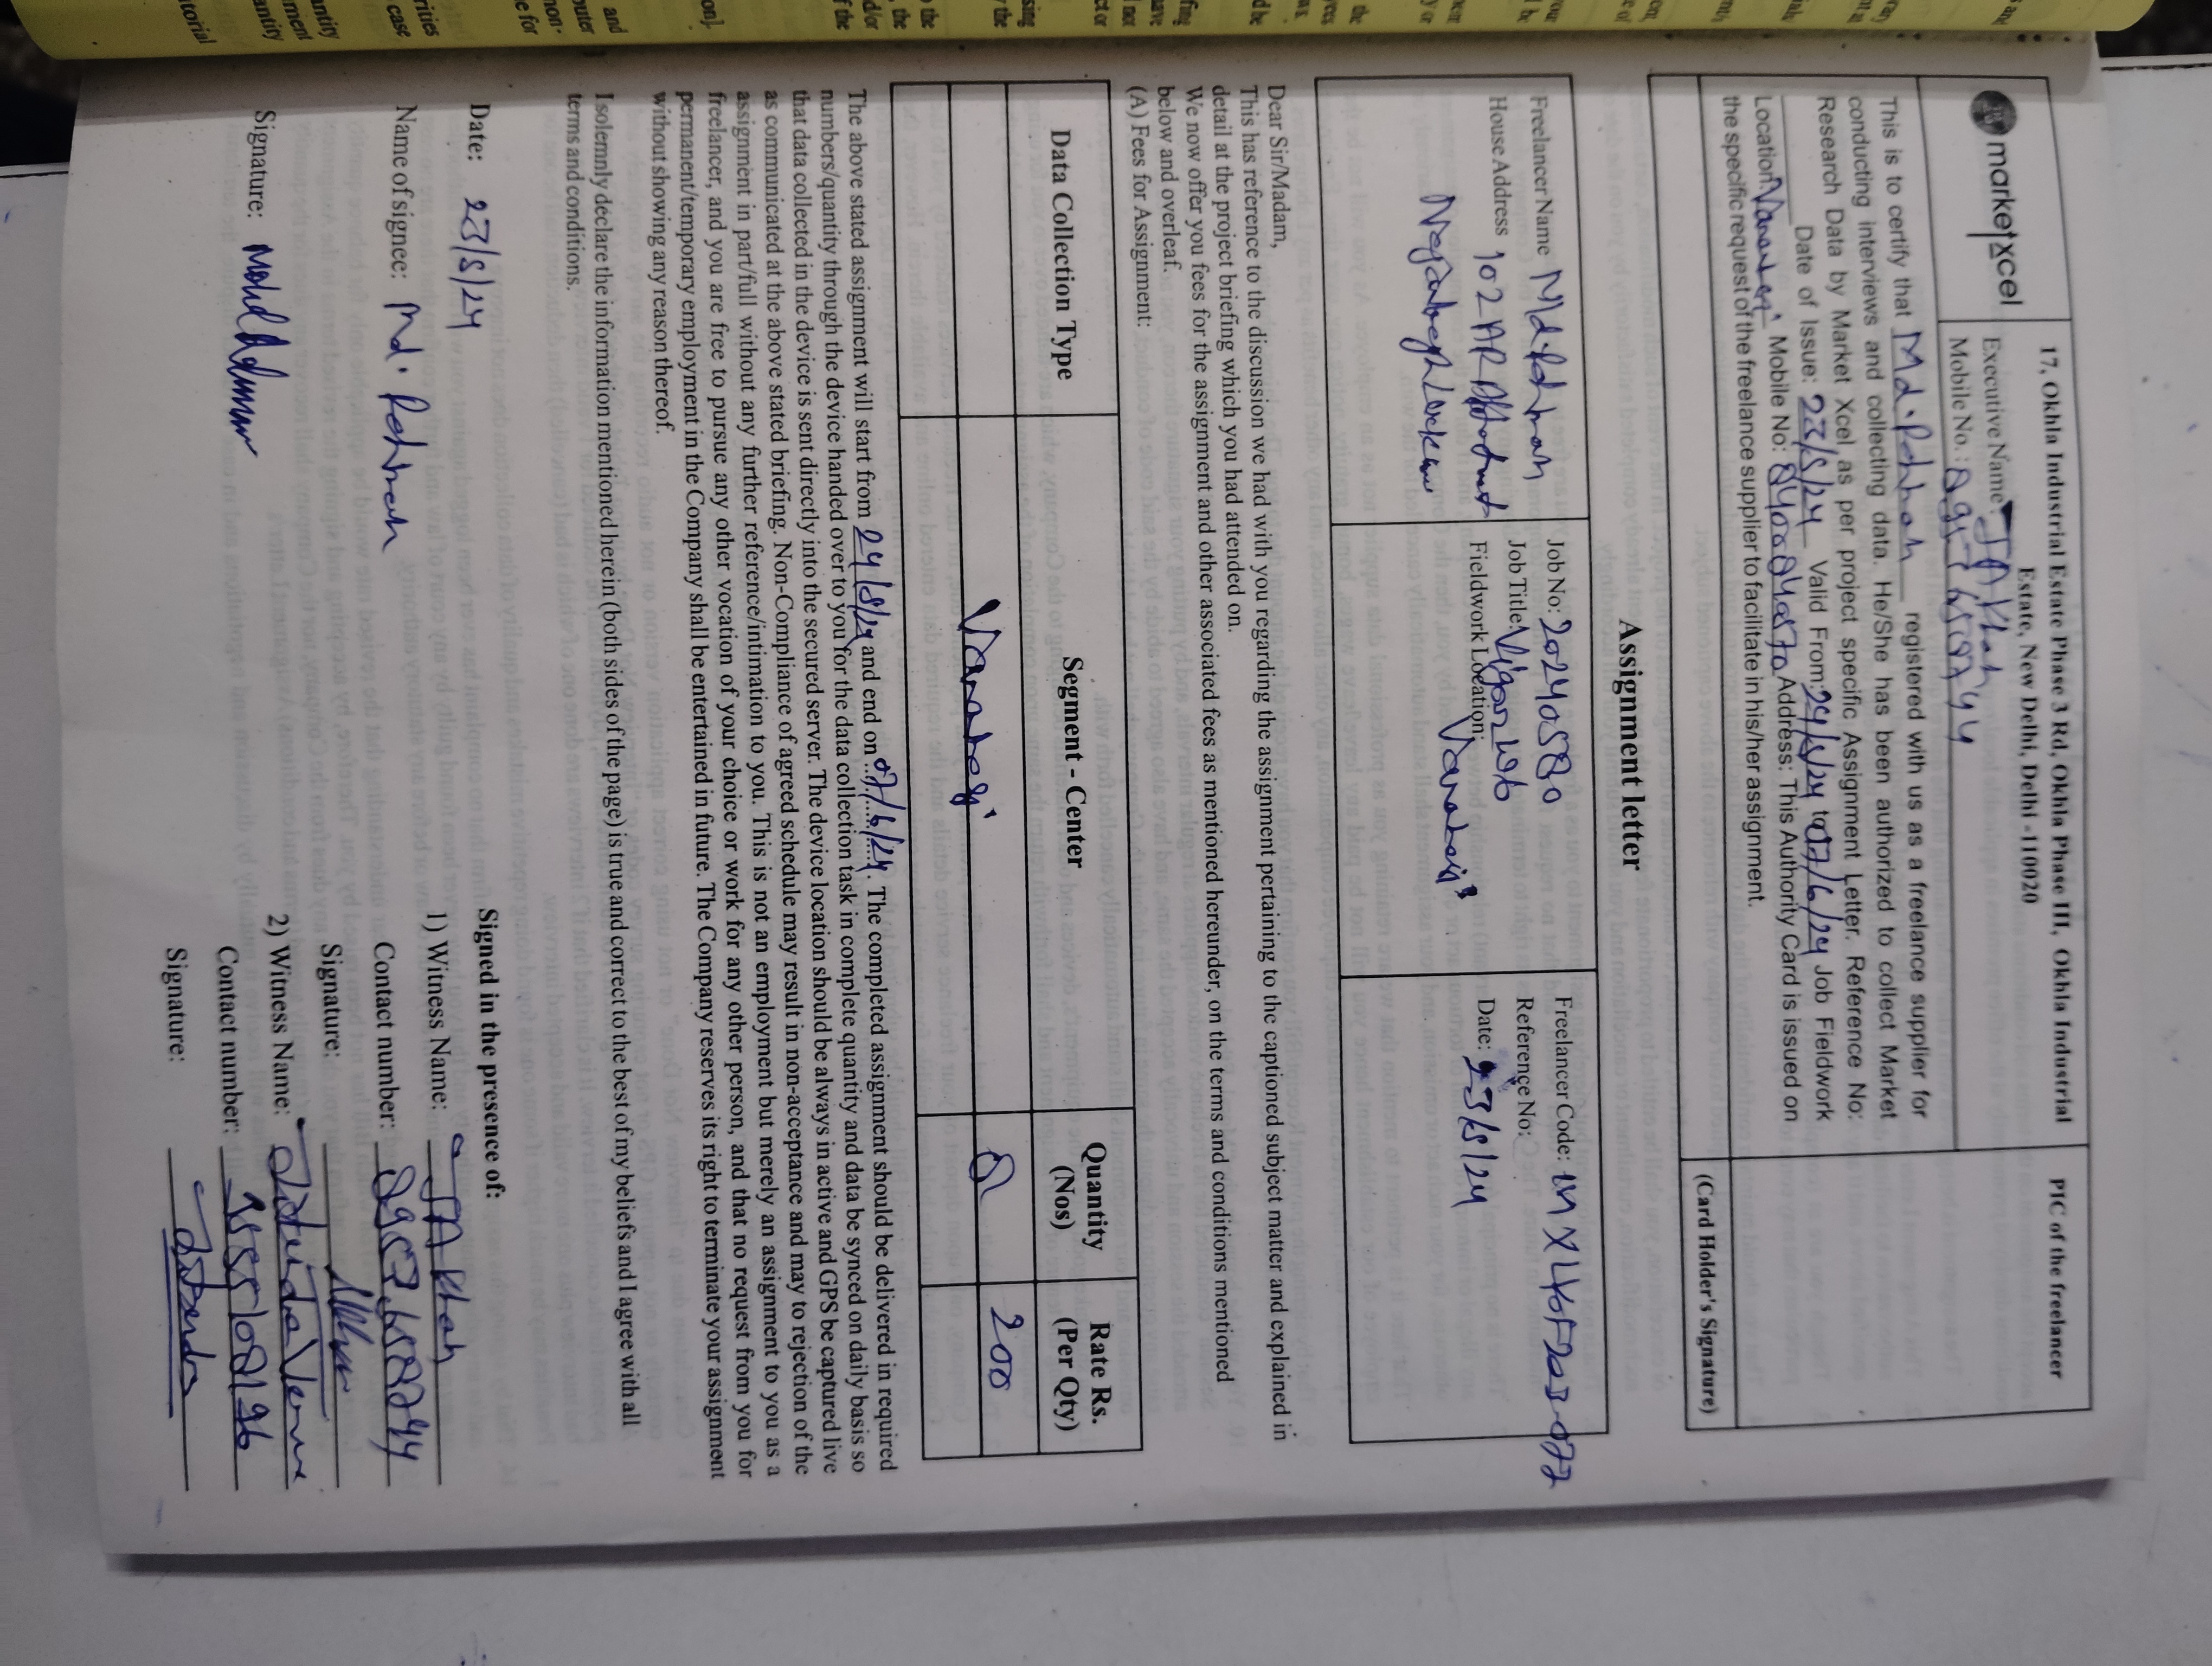 marketxcel
17, Okhla Industrial Estate Phase 3 Rd, Okhla Phase III, Okhla Industrial
Estate, New Delhi, Delhi -110020
PIC of the freelancer
Executive Name: JA Khan
Mobile No.:
This is to certify that Md. Rehman registered with us as a freelance supplier for
conducting interviews and collecting data. He/She has been authorized to collect Market
Research Data by Market Xcel, as per project specific Assignment Letter. Reference No:
Date of Issue: 23/5/24 Valid From: 24/5/24 to 07/6/24 Job Fieldwork
Location: Varanasi Mobile No: Address: This Authority Card is issued on
the specific request of the freelance supplier to facilitate in his/her assignment.
(Card Holder's Signature)
Assignment letter
Freelancer Name Md Rehman
House Address 102 AR
Job No: 202405880
Job Title:
Fieldwork Location: Varanasi
Freelancer Code:
Reference No:
Date: 23/5/24
Dear Sir/Madam,
This has reference to the discussion we had with you regarding the assignment pertaining to the captioned subject matter and explained in
detail at the project briefing which you had attended on.
We now offer you fees for the assignment and other associated fees as mentioned hereunder, on the terms and conditions mentioned
below and overleaf.
(A) Fees for Assignment:
Data Collection Type Segment - Center Quantity (Nos) Rate Rs. (Per Qty)
Varanasi 200
The above stated assignment will start from 24/5/24 and end on 07/6/24. The completed assignment should be delivered in required
numbers/quantity through the device handed over to you for the data collection task in complete quantity and data be synced on daily basis so
that data collected in the device is sent directly into the secured server. The device location should be always in active and GPS be captured live
as communicated at the above stated briefing. Non-Compliance of agreed schedule may result in non-acceptance and may to rejection of the
assignment in part/full without any further reference/intimation to you. This is not an employment but merely an assignment to you as a
freelancer, and you are free to pursue any other vocation of your choice or work for any other person, and that no request from you for
permanent/temporary employment in the Company shall be entertained in future. The Company reserves its right to terminate your assignment
without showing any reason thereof.
I solemnly declare the information mentioned herein (both sides of the page) is true and correct to the best of my beliefs and I agree with all
terms and conditions.
Date: 23/5/24
Name of signee: Md. Rehman
Signature:
Signed in the presence of:
1) Witness Name: JA Khan
Contact number:
Signature:
2) Witness Name:
Contact number:
Signature: